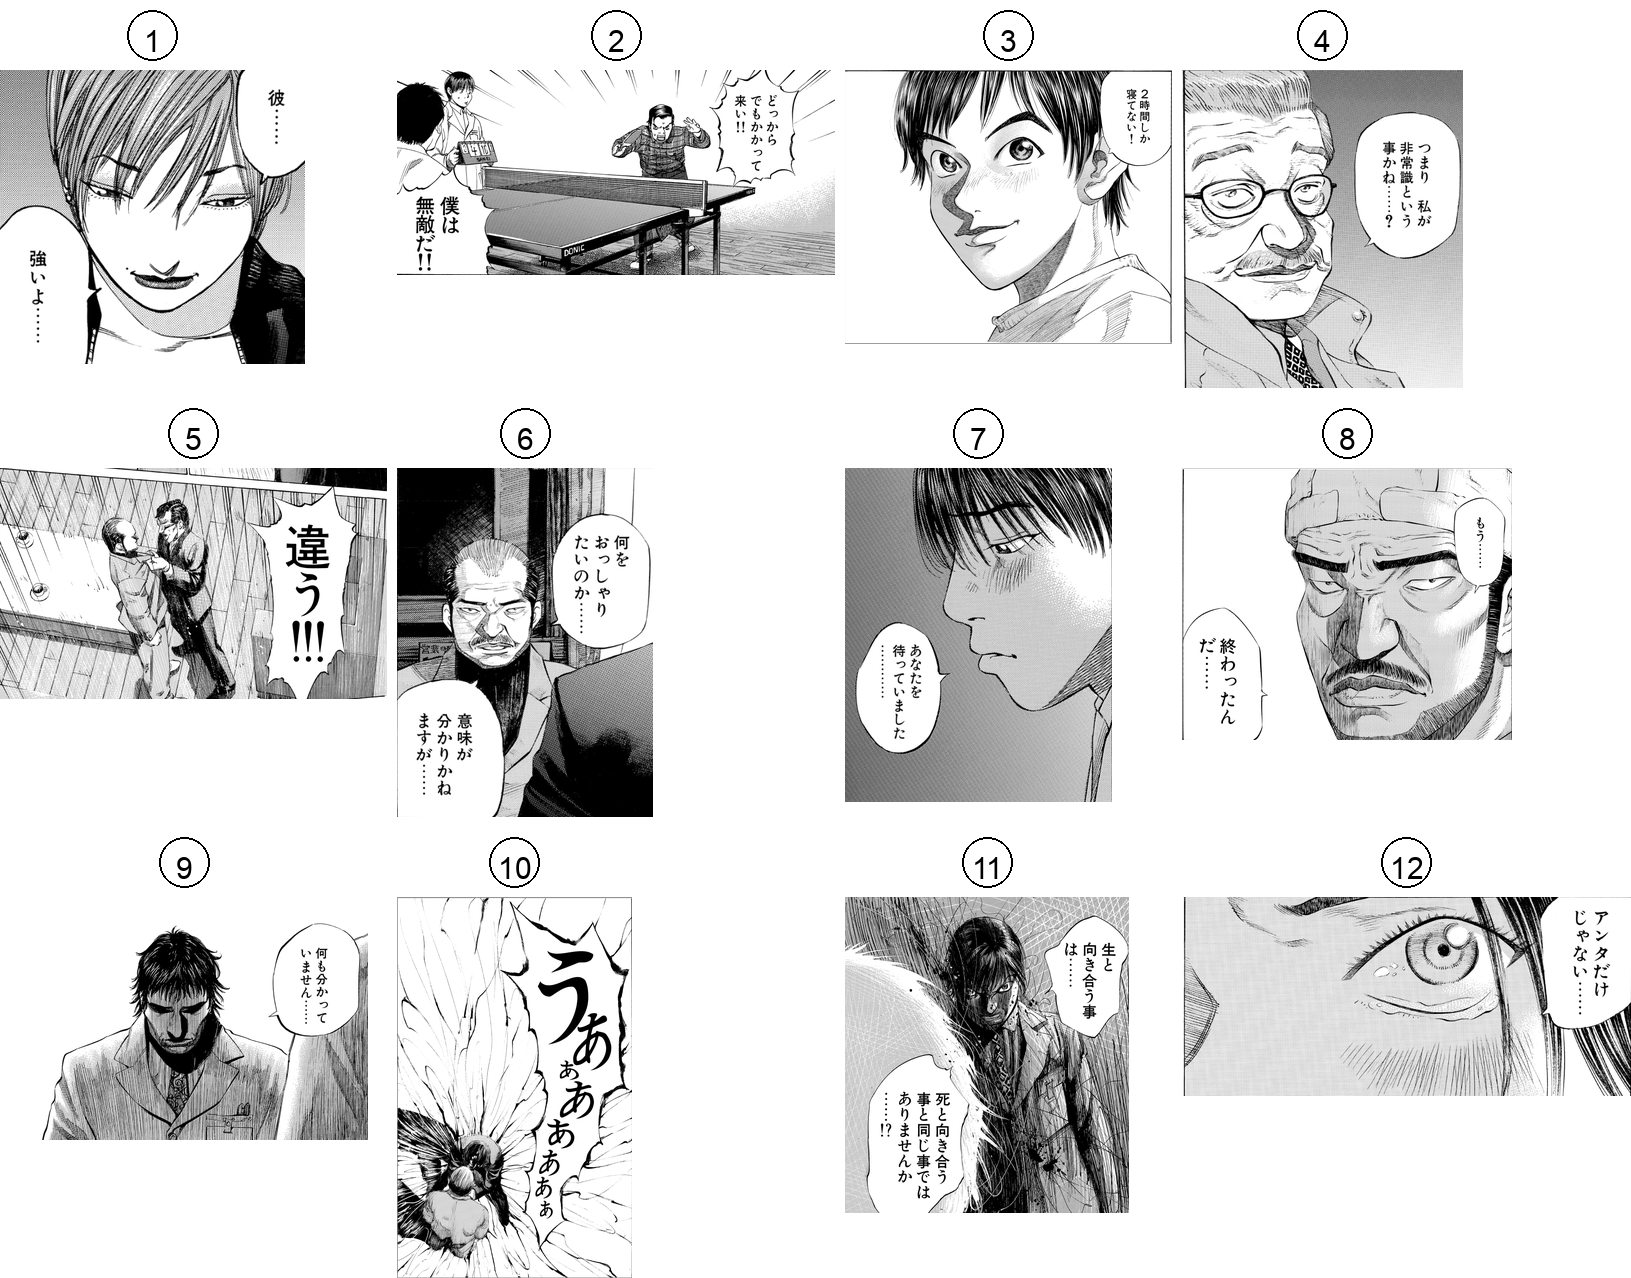 1
彼……
強いよ……
2
どっから
でもかかって
来い!!
僕は
無敵だ!!
DONIC
3
2時間しか
寝てない!
4
つまり 私が
非常識という
事かね……?
5
違う!!!
6
何を
おっしゃり
たいのか……
意味が
分かりかね
ますが……
7
あなたを
待っていました
…………
8
もう……
終わったん
だ……
9
何も分かって
いません……
10
うあぁあぁあぁぁ
11
生と
向き合う事
は……
死と向き合う
事と同じ事では
ありませんか
……!?
12
アンタだけ
じゃない……